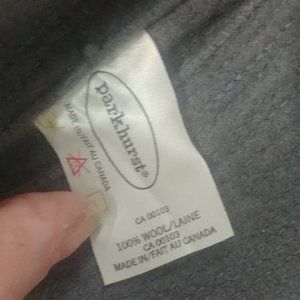 parkhurst®
CA 00103
100% WOOL/LAINE
CA 00103
MADE IN/FAIT AU CANADA
MADE IN/FAIT AU CANADA